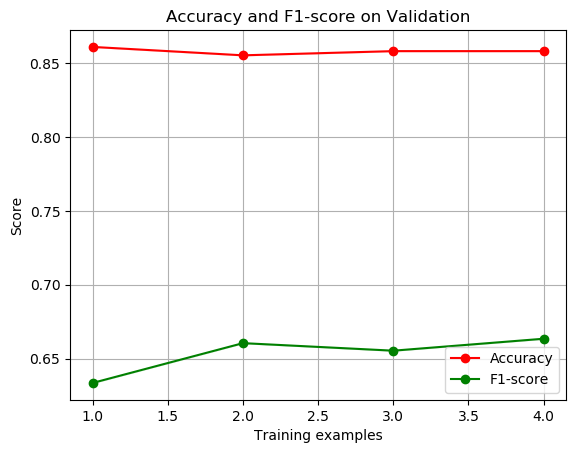 Accuracy and F1-score on Validation
0.85
0.80
0.75
0.70
0.65
Score
Accuracy
F1-score
1.0 1.5 2.0 2.5 3.0 3.5 4.0
Training examples